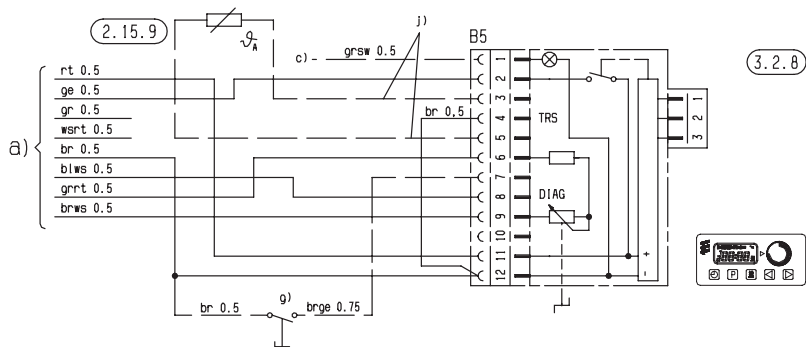 2.15.9
ϑA
j)
c) grsw 0.5
B5
3.2.8
a)
rt 0.5
ge 0.5
gr 0.5
wsrt 0.5
br 0.5
blws 0.5
grrt 0.5
brws 0.5
br 0.5
1
2
3
4
5
6
7
8
9
10
11
12
TRS
DIAG
+
-
1
2
3
br 0.5
g)
brge 0.75
P